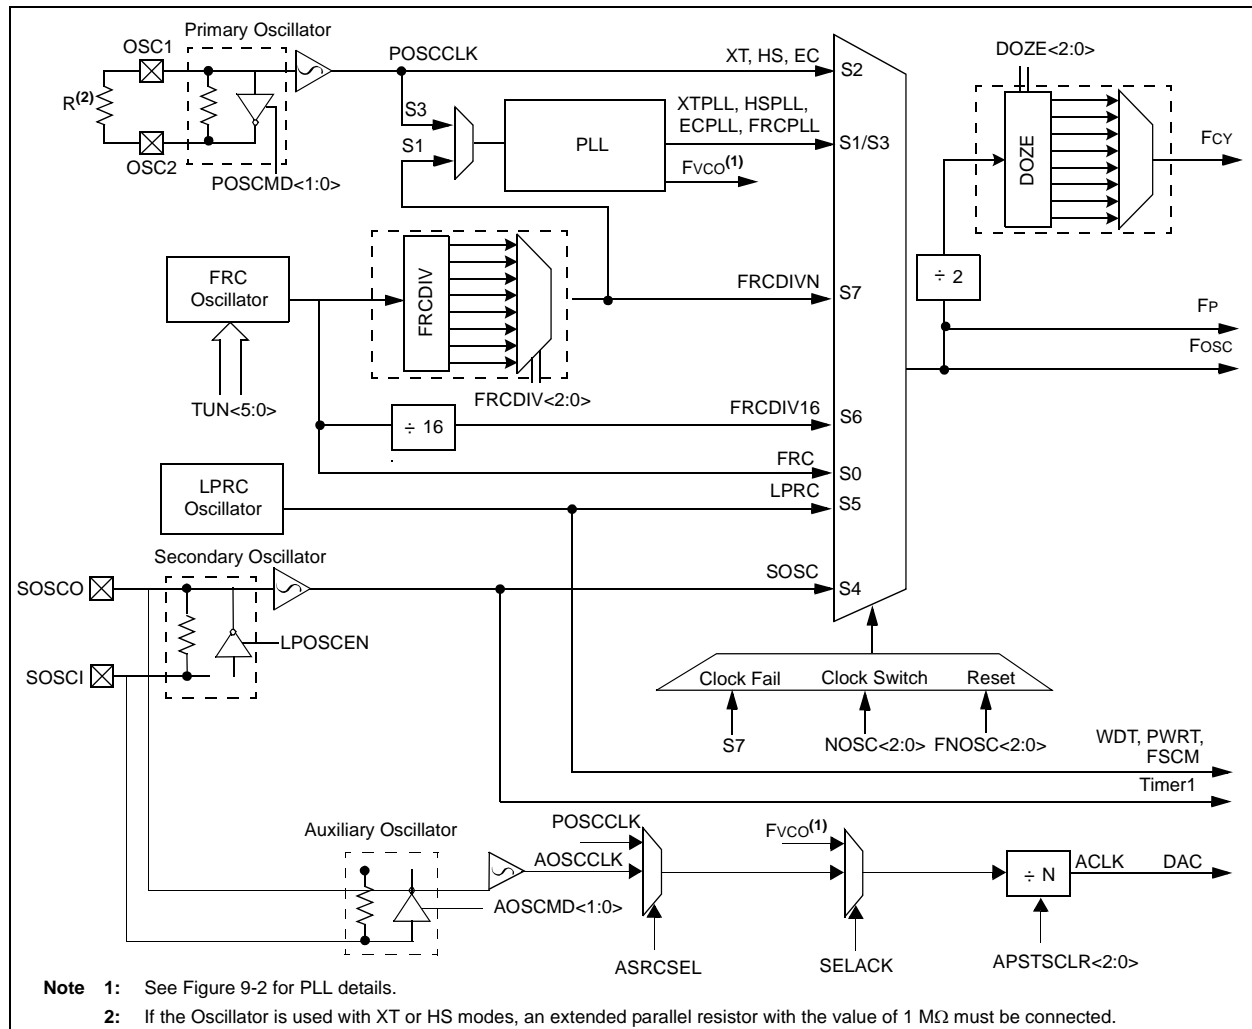 Primary Oscillator
OSC1
POSCCLK
XT, HS, EC
S2
DOZE<2:0>
R(2)
S3
XTPLL, HSPLL,
ECPLL, FRCPLL
PLL
S1/S3
S1
FVCO(1)
OSC2
POSCMD<1:0>
DOZE
FCY
FRC
Oscillator
FRCDIV
FRCDIVN
S7
÷ 2
FP
FOSC
TUN<5:0>
FRCDIV<2:0>
÷ 16
FRCDIV16
S6
FRC
S0
LPRC
Oscillator
LPRC
S5
Secondary Oscillator
SOSCO
SOSC
S4
LPOSCEN
SOSCI
Clock Fail
Clock Switch
Reset
S7
NOSC<2:0>
FNOSC<2:0>
WDT, PWRT,
FSCM
Timer1
Auxiliary Oscillator
POSCCLK
FVCO(1)
AOSCCLK
÷ N
ACLK
DAC
AOSCMD<1:0>
ASRCSEL
SELACK
APSTSCLR<2:0>
Note 1: See Figure 9-2 for PLL details.
2: If the Oscillator is used with XT or HS modes, an extended parallel resistor with the value of 1 MΩ must be connected.